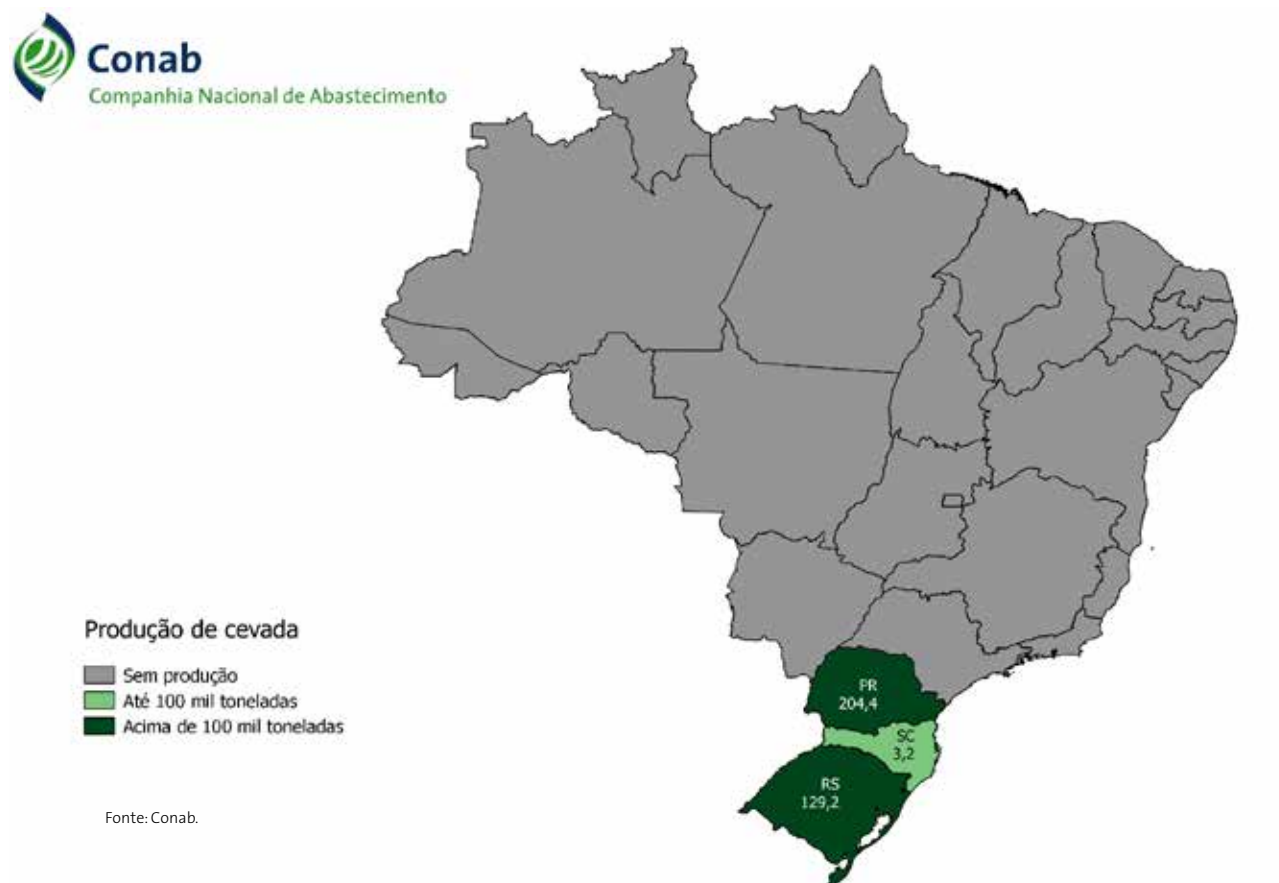 Conab
Companhia Nacional de Abastecimento
Produção de cevada
Sem produção
Até 100 mil toneladas
Acima de 100 mil toneladas
PR
204,4
SC
3,2
RS
129,2
Fonte: Conab.